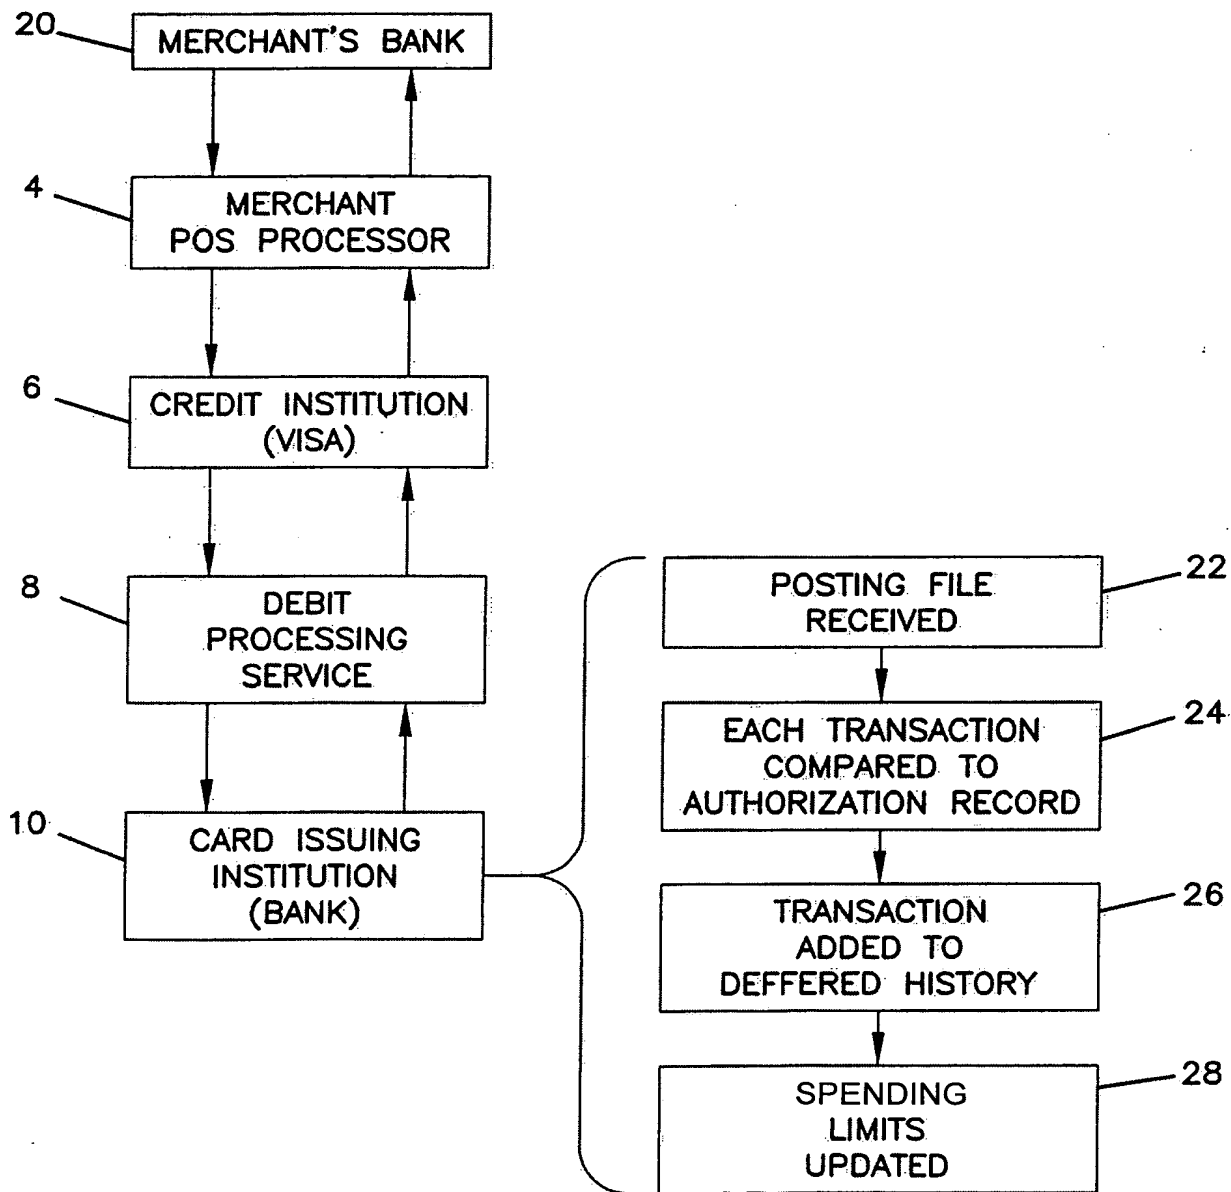 20
MERCHANT'S BANK
4
MERCHANT
POS PROCESSOR
6
CREDIT INSTITUTION
(VISA)
8
DEBIT
PROCESSING
SERVICE
10
CARD ISSUING
INSTITUTION
(BANK)
POSTING FILE
RECEIVED
22
EACH TRANSACTION
COMPARED TO
AUTHORIZATION RECORD
24
TRANSACTION
ADDED TO
DEFFERED HISTORY
26
SPENDING
LIMITS
UPDATED
28